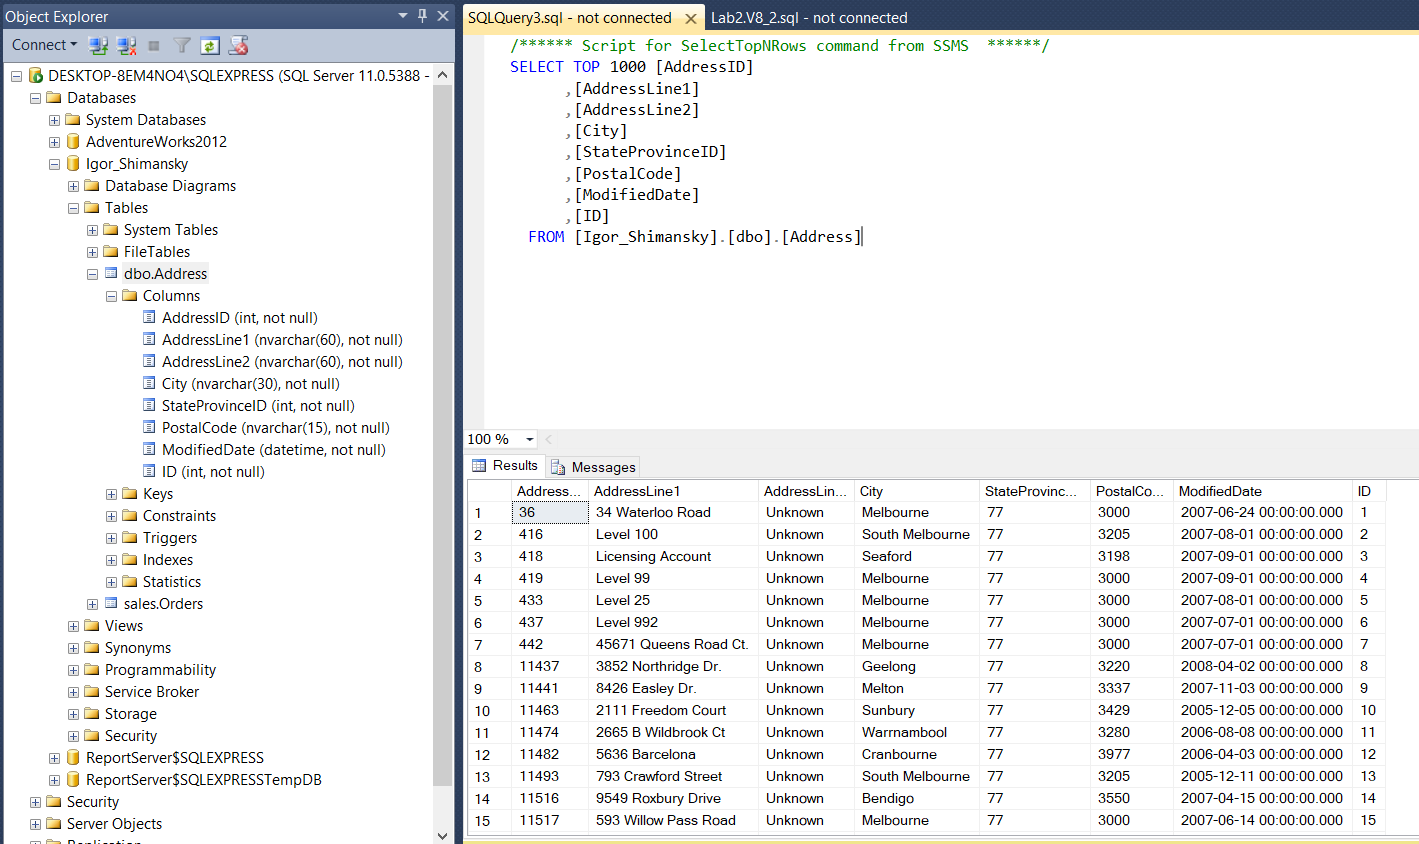 Object Explorer
Connect
DESKTOP-8EM4NO4\SQLEXPRESS (SQL Server 11.0.5388 -
Databases
System Databases
AdventureWorks2012
Igor_Shimansky
Database Diagrams
Tables
System Tables
FileTables
dbo.Address
Columns
AddressID (int, not null)
AddressLine1 (nvarchar(60), not null)
AddressLine2 (nvarchar(60), not null)
City (nvarchar(30), not null)
StateProvinceID (int, not null)
PostalCode (nvarchar(15), not null)
ModifiedDate (datetime, not null)
ID (int, not null)
Keys
Constraints
Triggers
Indexes
Statistics
sales.Orders
Views
Synonyms
Programmability
Service Broker
Storage
Security
ReportServer$SQLEXPRESS
ReportServer$SQLEXPRESSTempDB
Security
Server Objects
Replication
SQLQuery3.sql - not connected Lab2.V8_2.sql - not connected
/****** Script for SelectTopNRows command from SSMS  ******/
SELECT TOP 1000 [AddressID]
,[AddressLine1]
,[AddressLine2]
,[City]
,[StateProvinceID]
,[PostalCode]
,[ModifiedDate]
,[ID]
FROM [Igor_Shimansky].[dbo].[Address]
100 %
Results Messages
Address... AddressLine1 AddressLin... City StateProvinc... PostalCo... ModifiedDate ID
1 36 34 Waterloo Road Unknown Melbourne 77 3000 2007-06-24 00:00:00.000 1
2 416 Level 100 Unknown South Melbourne 77 3205 2007-08-01 00:00:00.000 2
3 418 Licensing Account Unknown Seaford 77 3198 2007-09-01 00:00:00.000 3
4 419 Level 99 Unknown Melbourne 77 3000 2007-09-01 00:00:00.000 4
5 433 Level 25 Unknown Melbourne 77 3000 2007-08-01 00:00:00.000 5
6 437 Level 992 Unknown Melbourne 77 3000 2007-07-01 00:00:00.000 6
7 442 45671 Queens Road Ct. Unknown Melbourne 77 3000 2007-07-01 00:00:00.000 7
8 11437 3852 Northridge Dr. Unknown Geelong 77 3220 2008-04-02 00:00:00.000 8
9 11441 8426 Easley Dr. Unknown Melton 77 3337 2007-11-03 00:00:00.000 9
10 11463 2111 Freedom Court Unknown Sunbury 77 3429 2005-12-05 00:00:00.000 10
11 11474 2665 B Wildbrook Ct Unknown Warrnambool 77 3280 2006-08-08 00:00:00.000 11
12 11482 5636 Barcelona Unknown Cranbourne 77 3977 2006-04-03 00:00:00.000 12
13 11493 793 Crawford Street Unknown South Melbourne 77 3205 2005-12-11 00:00:00.000 13
14 11516 9549 Roxbury Drive Unknown Bendigo 77 3550 2007-04-15 00:00:00.000 14
15 11517 593 Willow Pass Road Unknown Melbourne 77 3000 2007-06-14 00:00:00.000 15